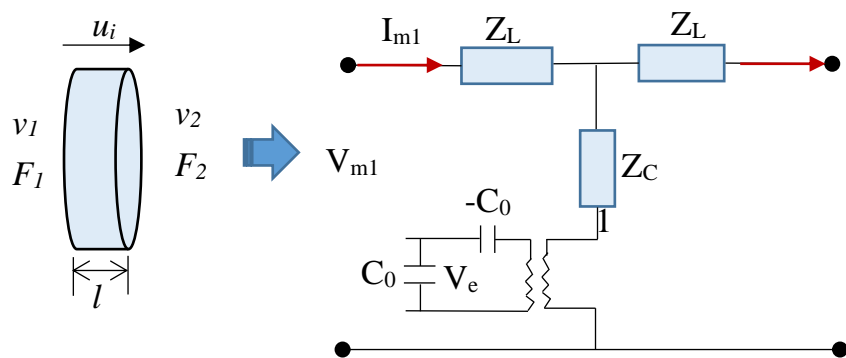 u_i
v_1
F_1
v_2
F_2
l
I_m1
Z_L
Z_L
V_m1
Z_C
1
-C_0
C_0
V_e